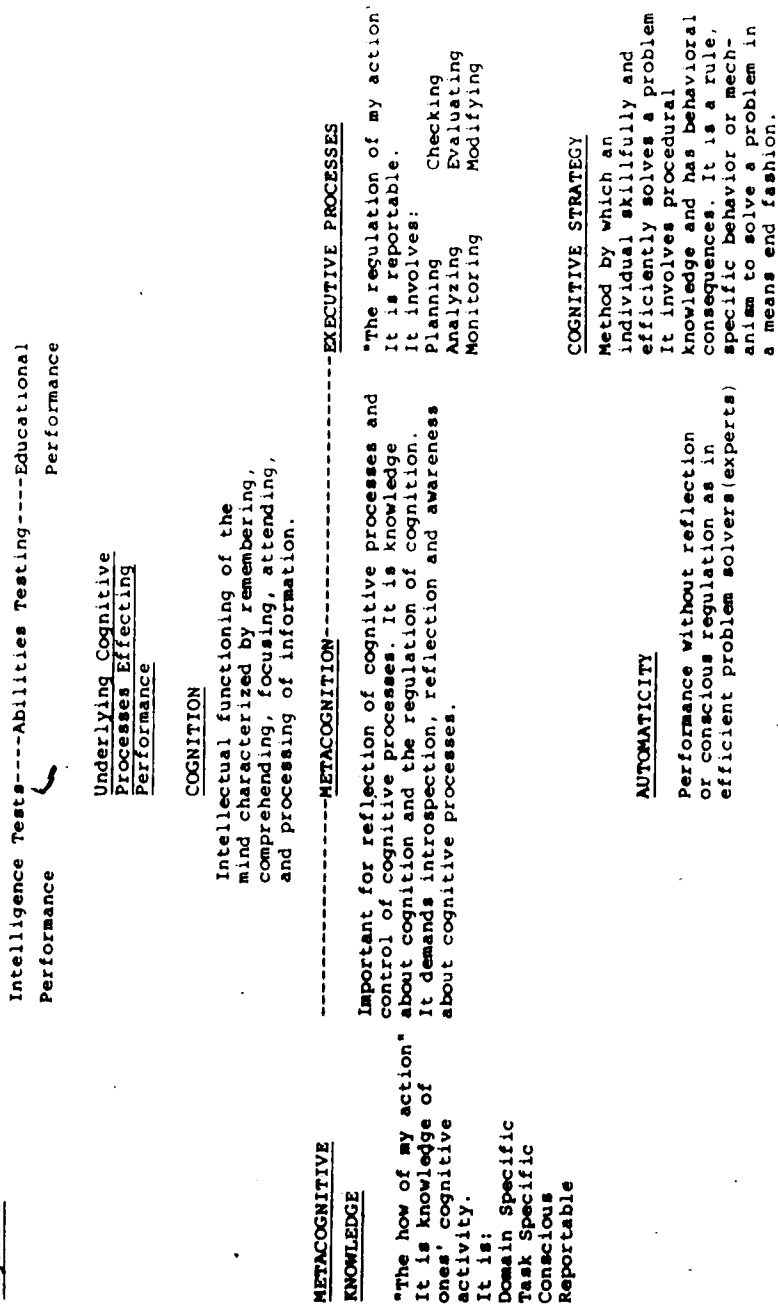 Intelligence Tests----Abilities Testing----Educational
Performance Performance
Underlying Cognitive
Processes Effecting
Performance
COGNITION
Intellectual functioning of the
mind characterized by remembering,
comprehending, focusing, attending,
and processing of information.
METACOGNITIVE
KNOWLEDGE
"The how of my action"
It is knowledge of
ones' cognitive
activity.
It is:
Domain Specific
Task Specific
Conscious
Reportable
----------------METACOGNITION----------------EXECUTIVE PROCESSES
Important for reflection of cognitive processes and
control of cognitive processes. It is knowledge
about cognition and the regulation of cognition.
It demands introspection, reflection and awareness
about cognitive processes.
"The regulation of my action'
It is reportable.
It involves:
Planning Checking
Analyzing Evaluating
Monitoring Modifying
AUTOMATICITY
Performance without reflection
or conscious regulation as in
efficient problem solvers(experts)
COGNITIVE STRATEGY
Method by which an
individual skillfully and
efficiently solves a problem
It involves procedural
knowledge and has behavioral
consequences. It is a rule,
specific behavior or mech-
anism to solve a problem in
a means end fashion.